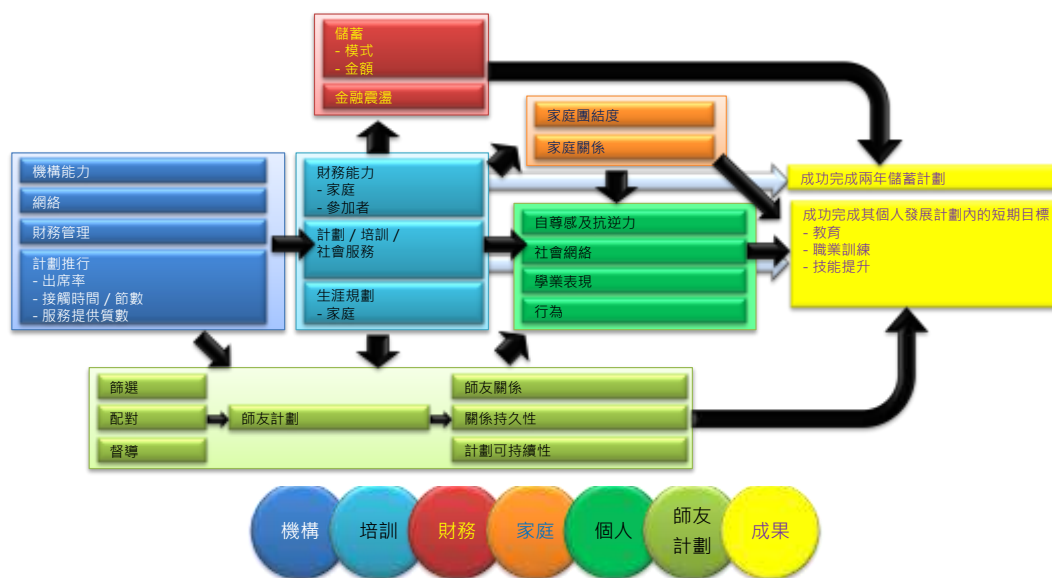 儲蓄
- 模式
- 金額
金融震盪
家庭團結度
家庭關係
機構能力
網絡
財務管理
計劃推行
- 出席率
- 接觸時間 / 節數
- 服務提供質數
財務能力
- 家庭
- 參加者
計劃 / 培訓 /
社會服務
生涯規劃
- 家庭
自尊感及抗逆力
社會網絡
學業表現
行為
成功完成兩年儲蓄計劃
成功完成其個人發展計劃內的短期目標
- 教育
- 職業訓練
- 技能提升
篩選
配對
督導
師友計劃
師友關係
關係持久性
計劃可持續性
機構
培訓
財務
家庭
個人
師友
計劃
成果